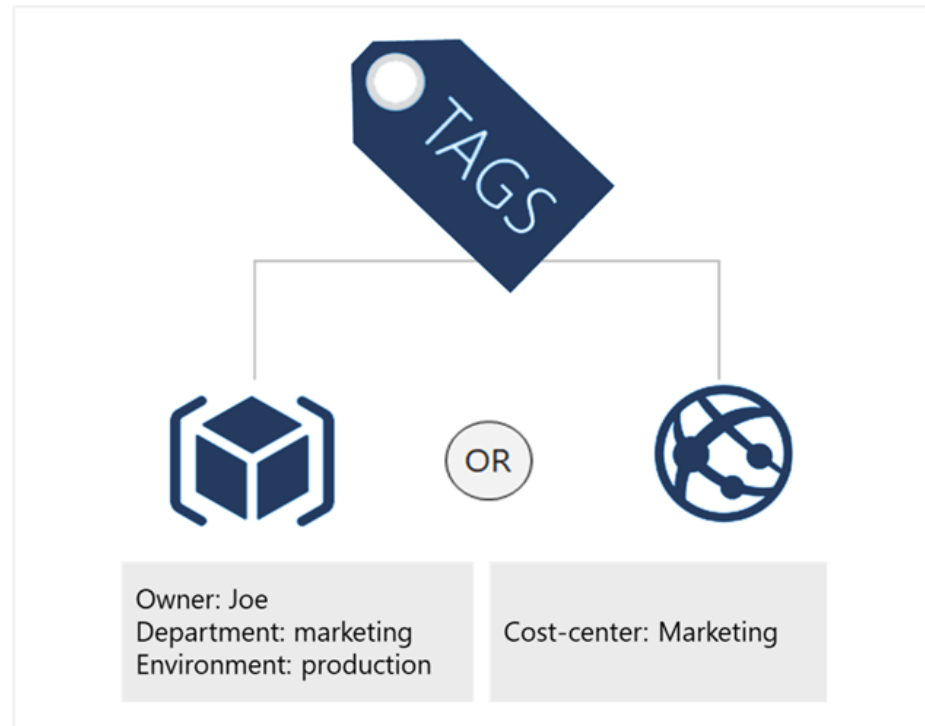 TAGS
OR
Owner: Joe
Department: marketing
Environment: production
Cost-center: Marketing